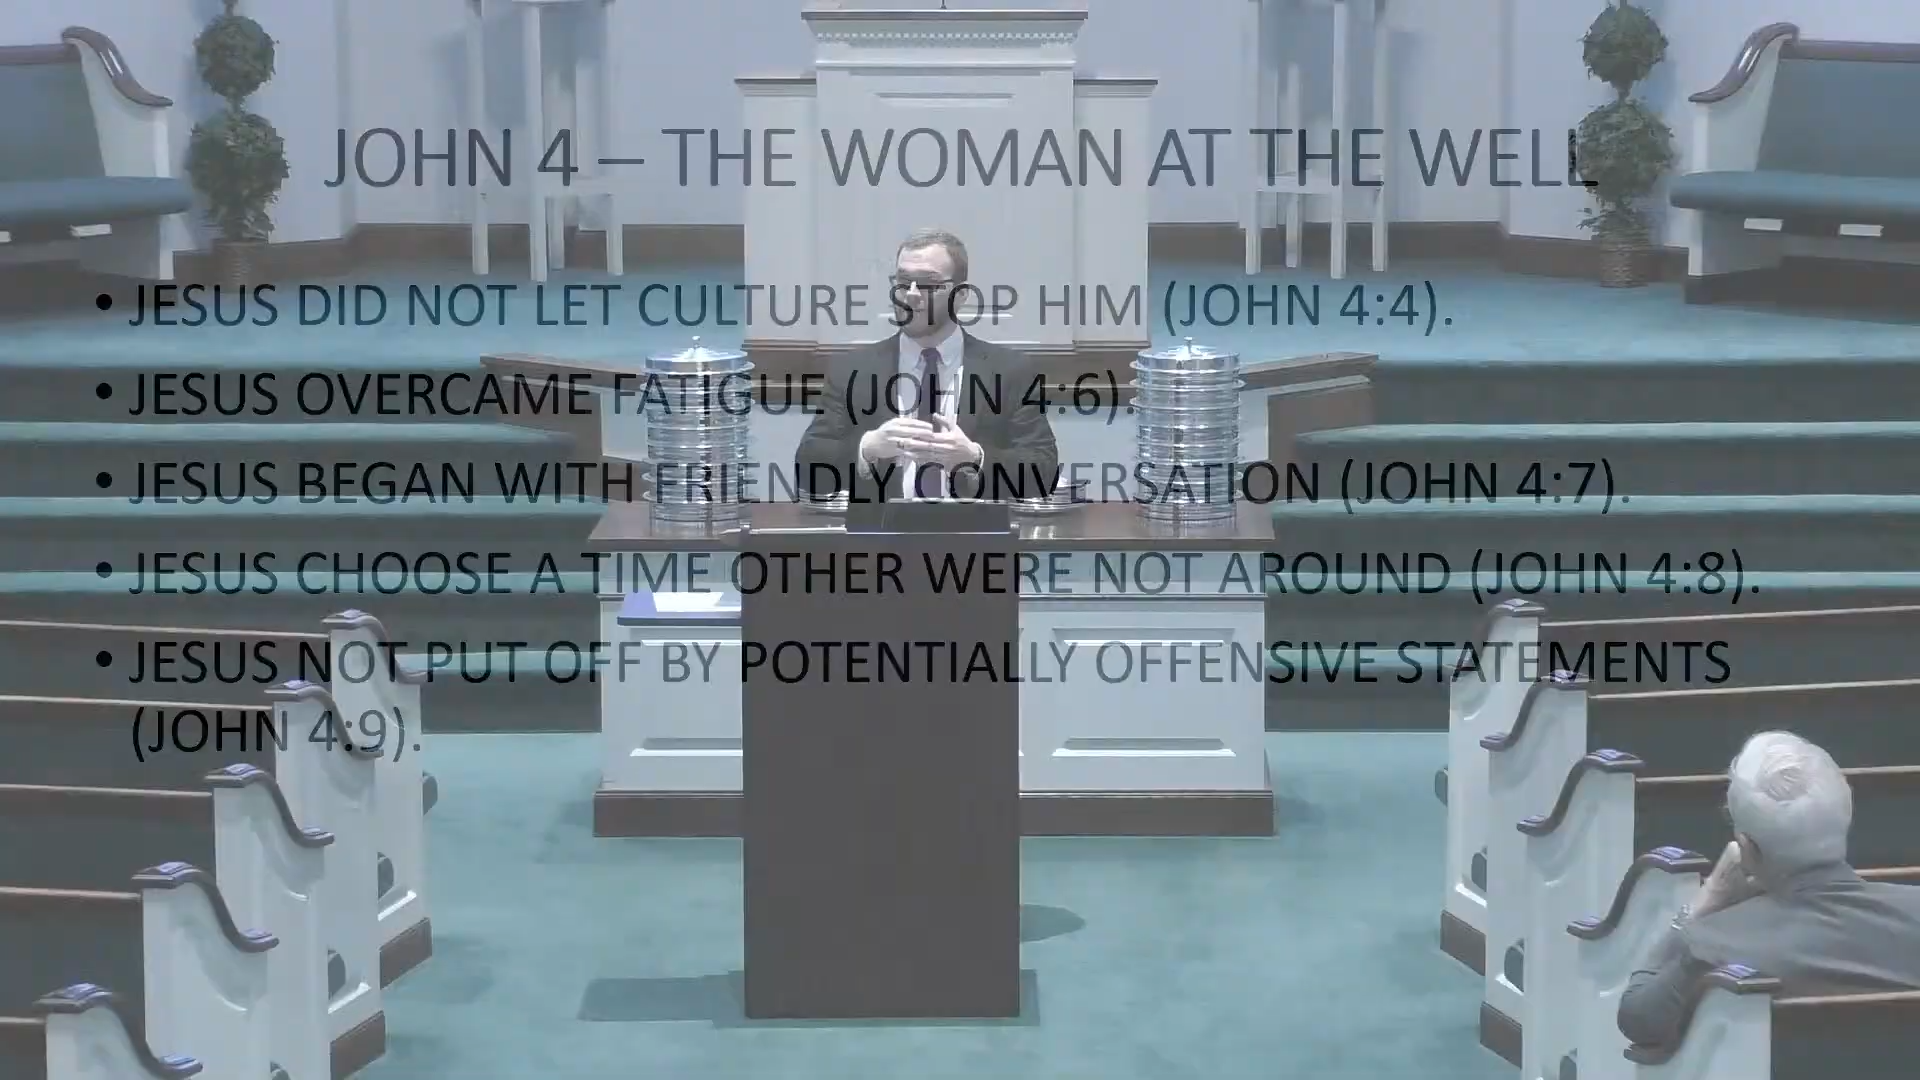 JOHN 4 – THE WOMAN AT THE WELL
• JESUS DID NOT LET CULTURE STOP HIM (JOHN 4:4).
• JESUS OVERCAME FATIGUE (JOHN 4:6).
• JESUS BEGAN WITH FRIENDLY CONVERSATION (JOHN 4:7).
• JESUS CHOOSE A TIME OTHER WERE NOT AROUND (JOHN 4:8).
• JESUS NOT PUT OFF BY POTENTIALLY OFFENSIVE STATEMENTS
(JOHN 4:9).